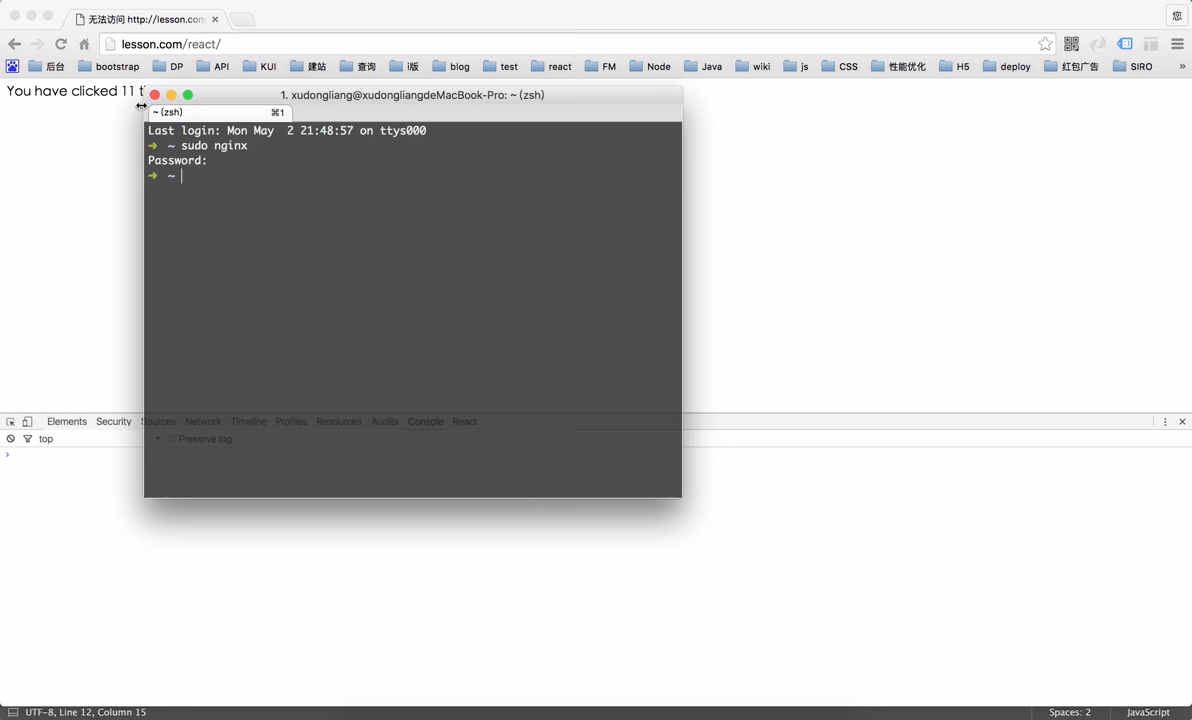 无法访问 http://lesson.com
您
lesson.com/react/
后台 bootstrap DP API KUI 建站 查询 i版 blog test react FM Node Java wiki js CSS 性能优化 H5 deploy 红包广告 SIRO »
You have clicked 11 t
1. xudongliang@xudongliangdeMacBook-Pro: ~ (zsh)
~ (zsh) ⌘1
Last login: Mon May 2 21:48:57 on ttys000
➜ ~ sudo nginx
Password:
➜ ~
Elements Security Sources Network Timeline Profiles Resources Audits Console React
top Preserve log
UTF-8, Line 12, Column 15 Spaces: 2 JavaScript